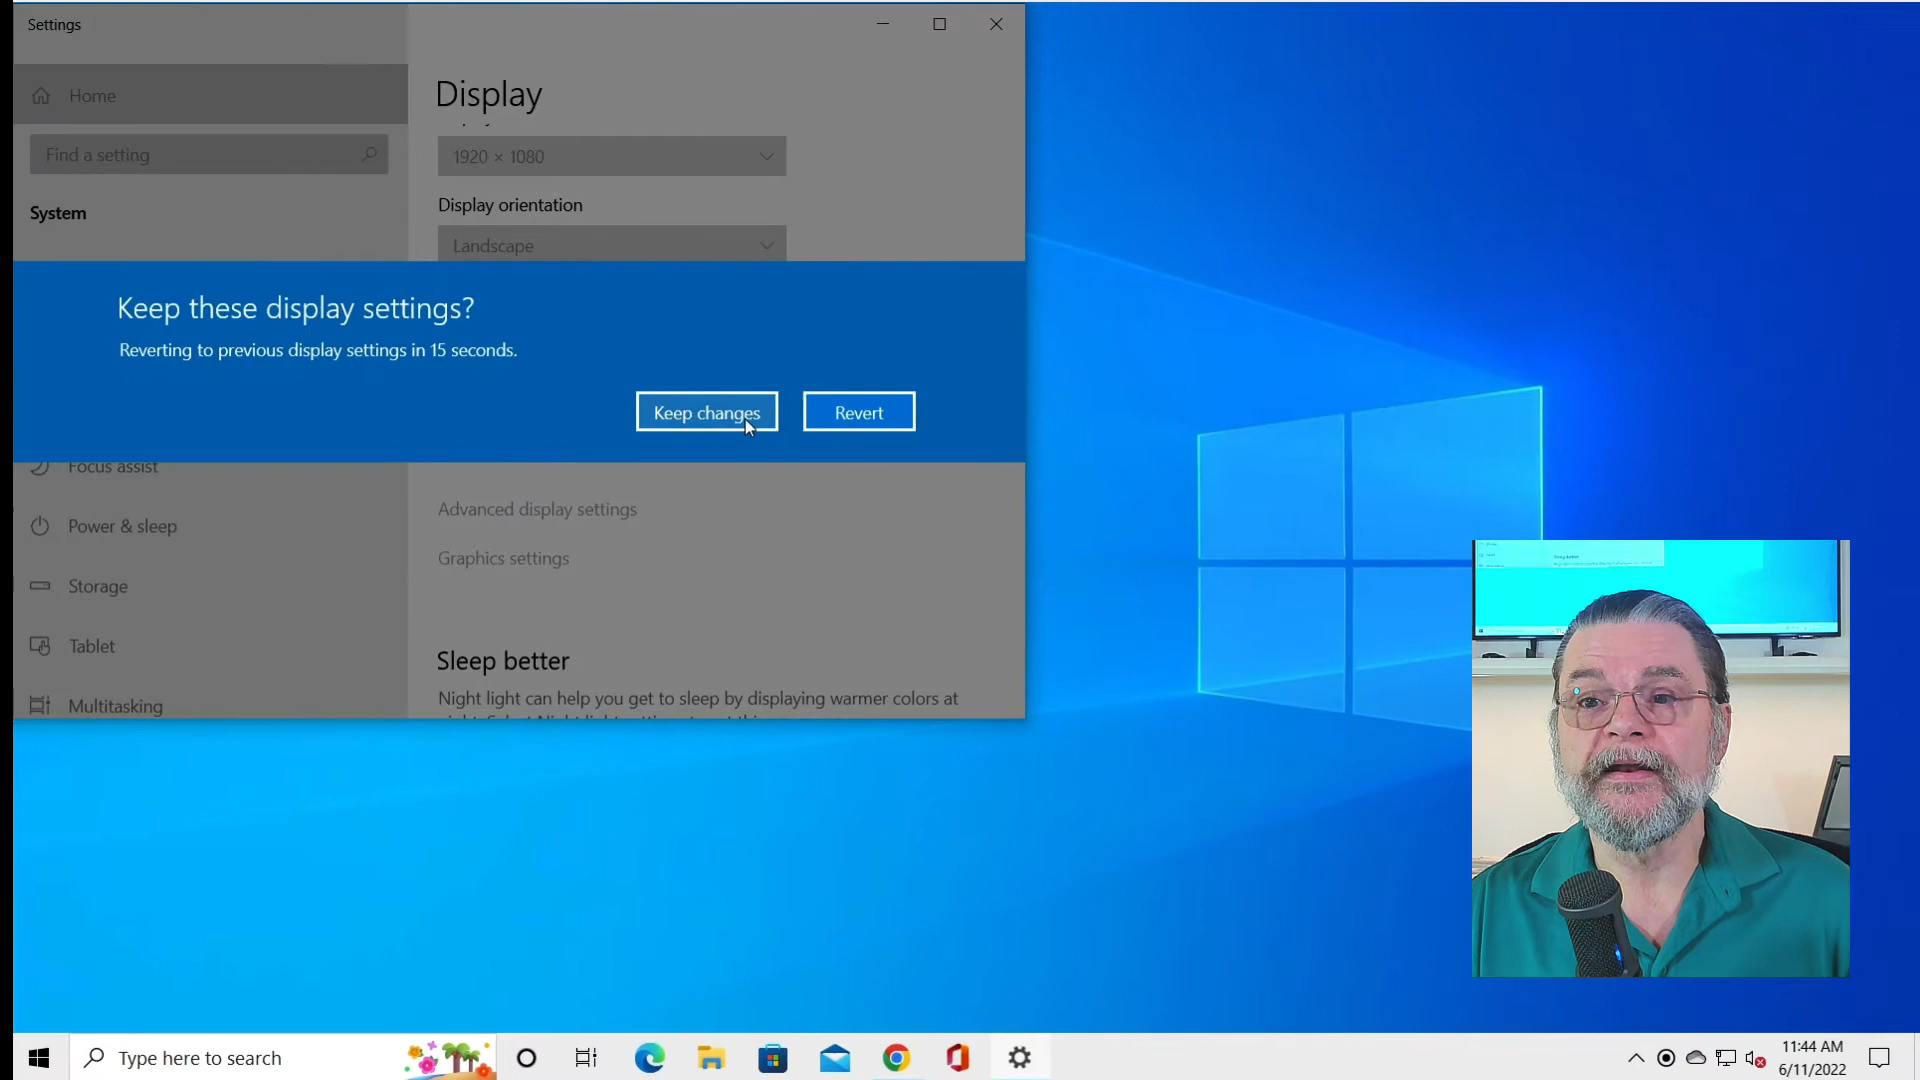 Settings
Home
Find a setting
System
Display
1920 × 1080
Display orientation
Landscape
Keep these display settings?
Reverting to previous display settings in 15 seconds.
Keep changes
Revert
Focus assist
Power & sleep
Storage
Tablet
Multitasking
Advanced display settings
Graphics settings
Sleep better
Night light can help you get to sleep by displaying warmer colors at
Type here to search
11:44 AM
6/11/2022